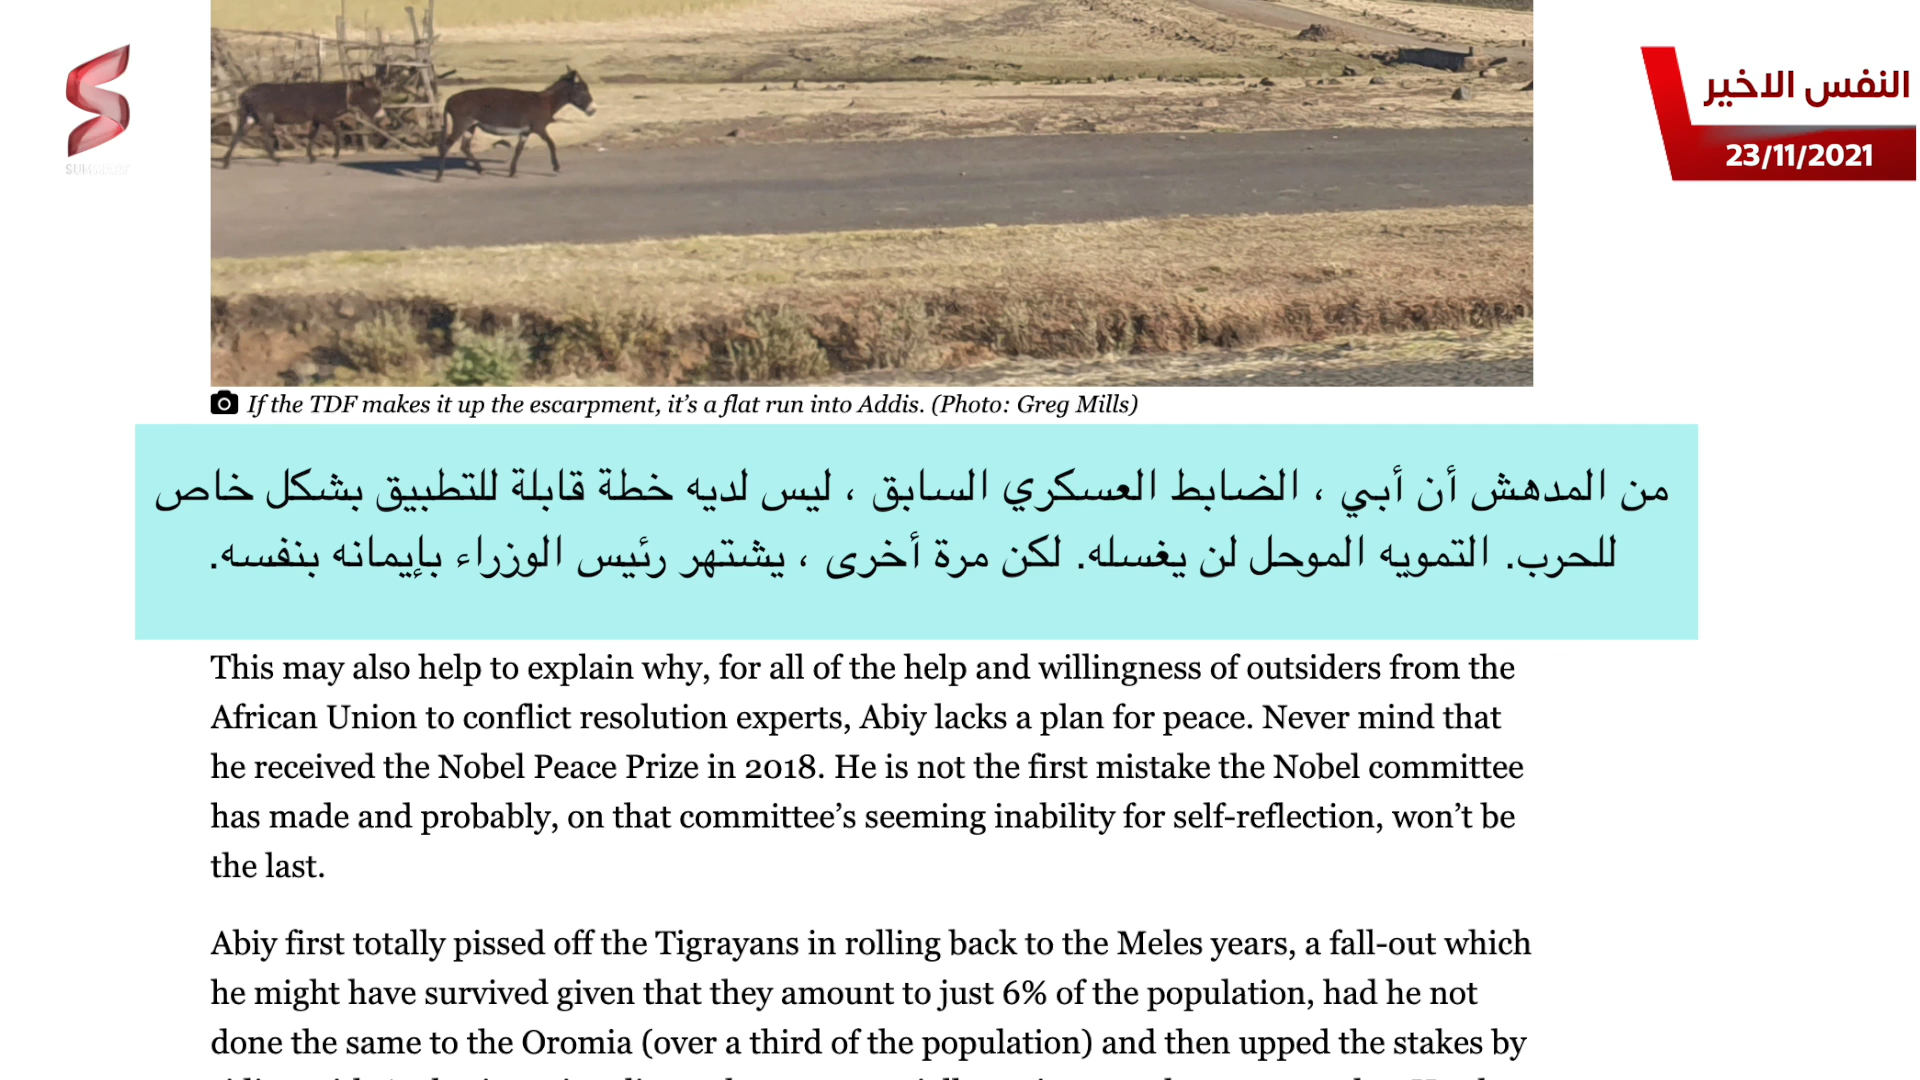 النفس الاخير
23/11/2021
If the TDF makes it up the escarpment, it’s a flat run into Addis. (Photo: Greg Mills)
من المدهش أن أبي ، الضابط العسكري السابق ، ليس لديه خطة قابلة للتطبيق بشكل خاص
للحرب. التمويه الموحل لن يغسله. لكن مرة أخرى ، يشتهر رئيس الوزراء بإيمانه بنفسه.
This may also help to explain why, for all of the help and willingness of outsiders from the
African Union to conflict resolution experts, Abiy lacks a plan for peace. Never mind that
he received the Nobel Peace Prize in 2018. He is not the first mistake the Nobel committee
has made and probably, on that committee’s seeming inability for self-reflection, won’t be
the last.
Abiy first totally pissed off the Tigrayans in rolling back to the Meles years, a fall-out which
he might have survived given that they amount to just 6% of the population, had he not
done the same to the Oromia (over a third of the population) and then upped the stakes by